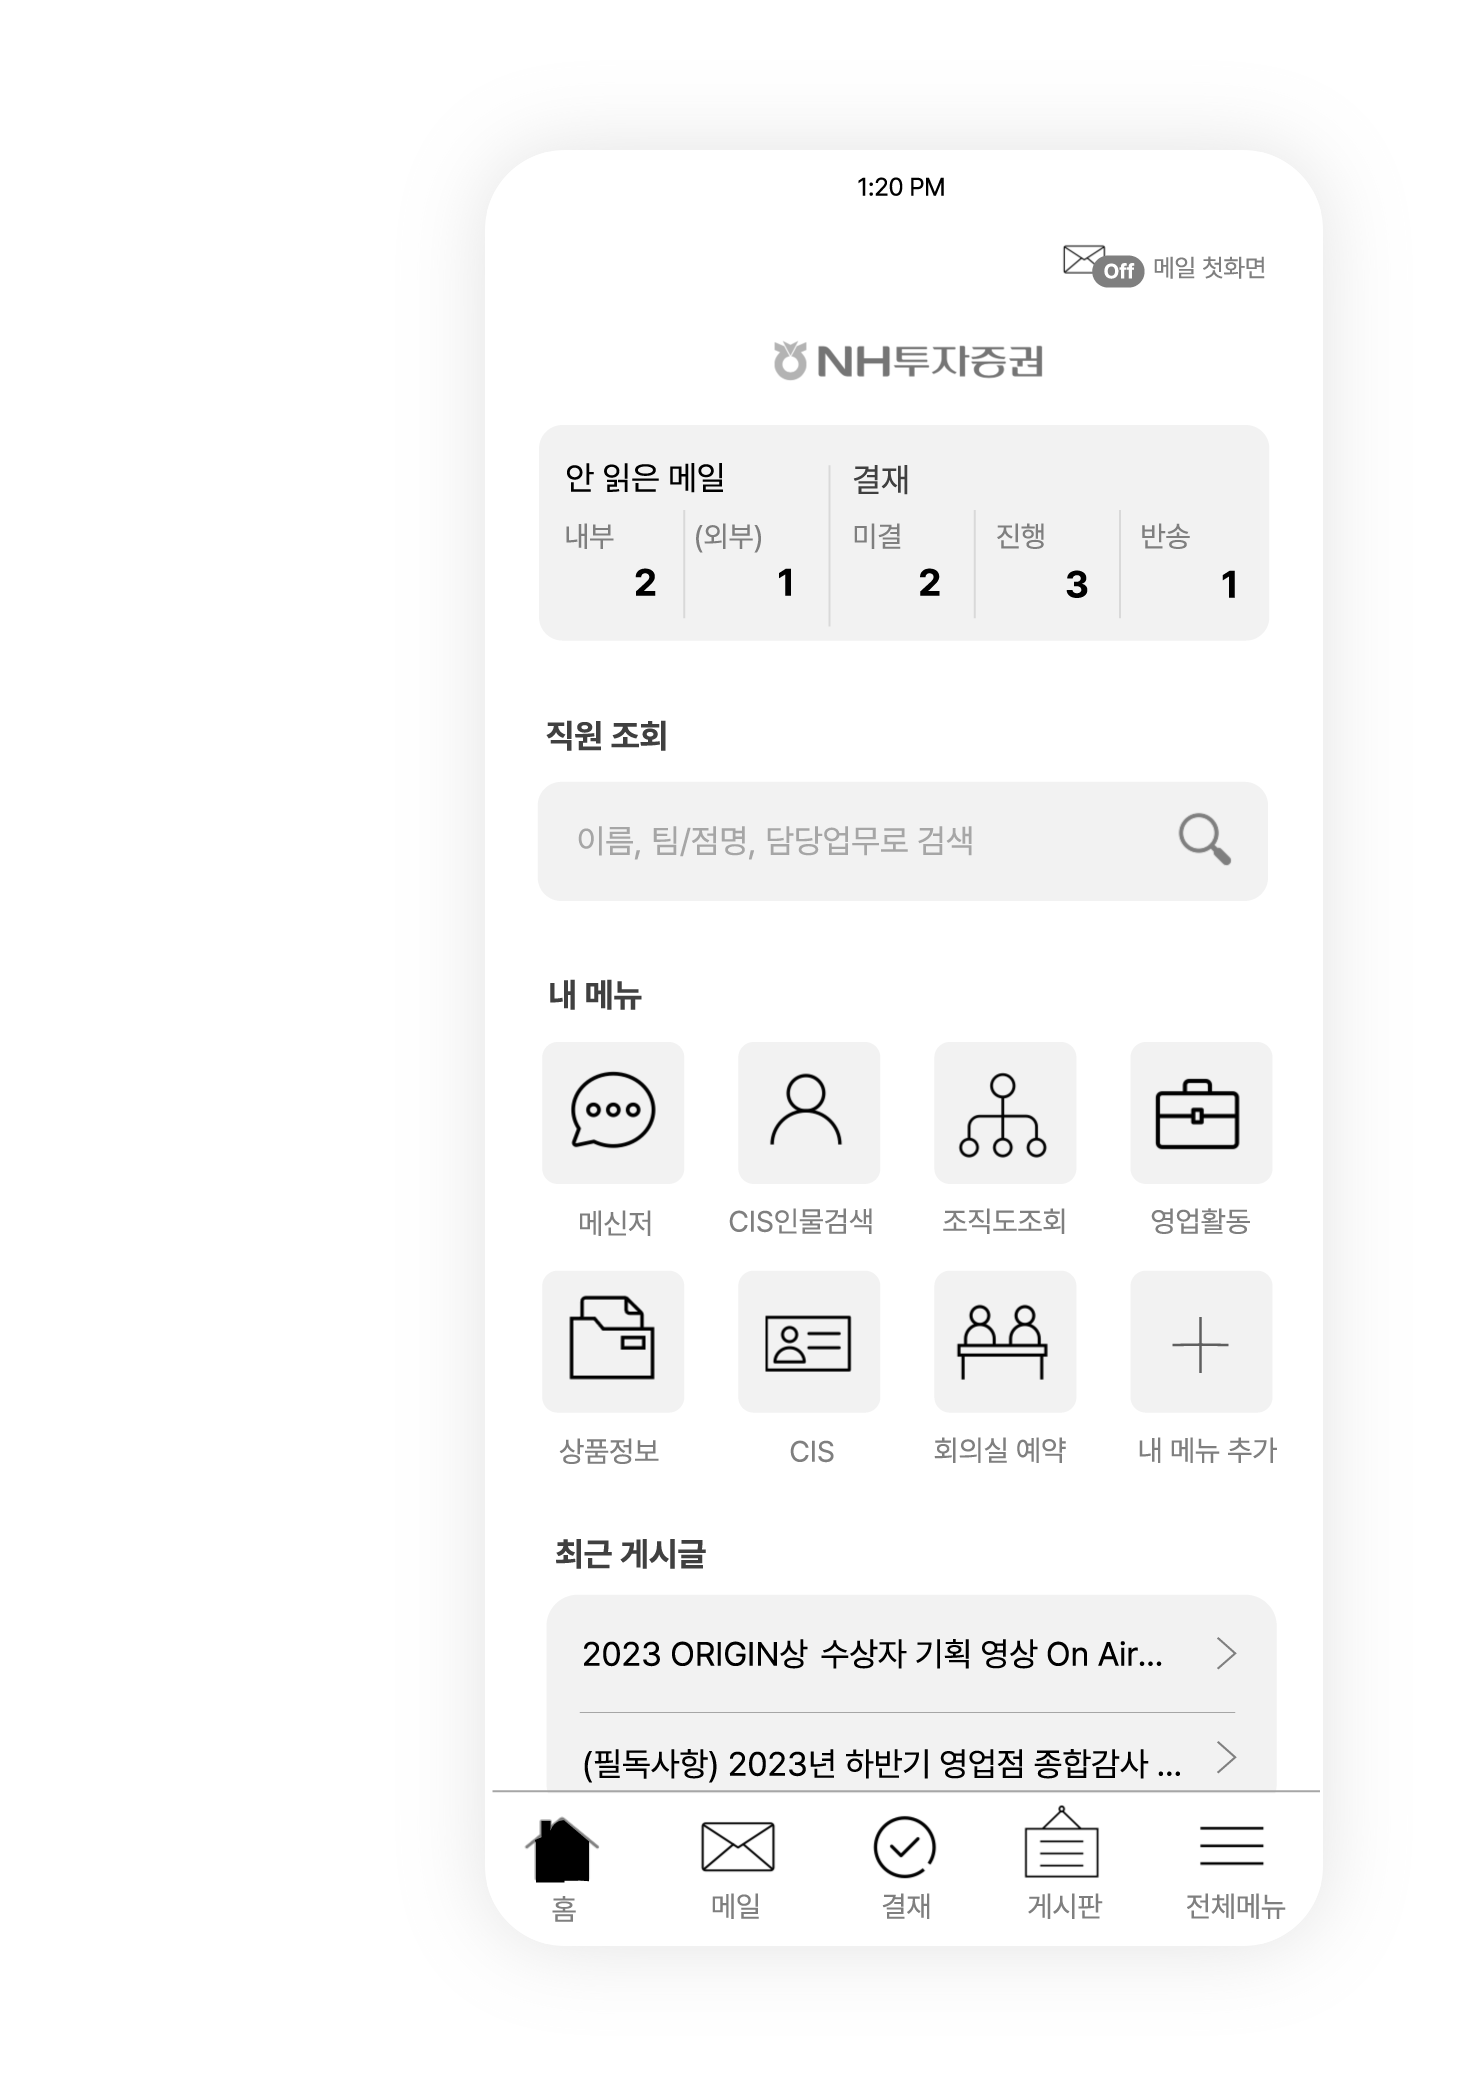 1:20 PM
Off 메일 첫화면
NH투자증권
안 읽은 메일
결재
내부
(외부)
미결
진행
반송
2
1
2
3
1
직원 조회
이름, 팀/점명, 담당업무로 검색
내 메뉴
메신저
CIS인물검색
조직도조회
영업활동
상품정보
CIS
회의실 예약
내 메뉴 추가
최근 게시글
2023 ORIGIN상 수상자 기획 영상 On Air...
(필독사항) 2023년 하반기 영업점 종합감사 ...
홈
메일
결재
게시판
전체메뉴